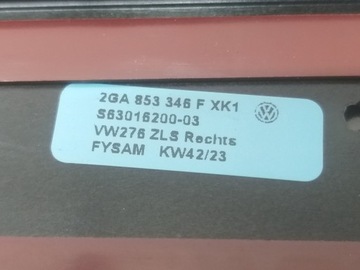 2GA 853 346 F XK1
S63016200-03
VW276 ZLS Rechts
FYSAM KW42/23